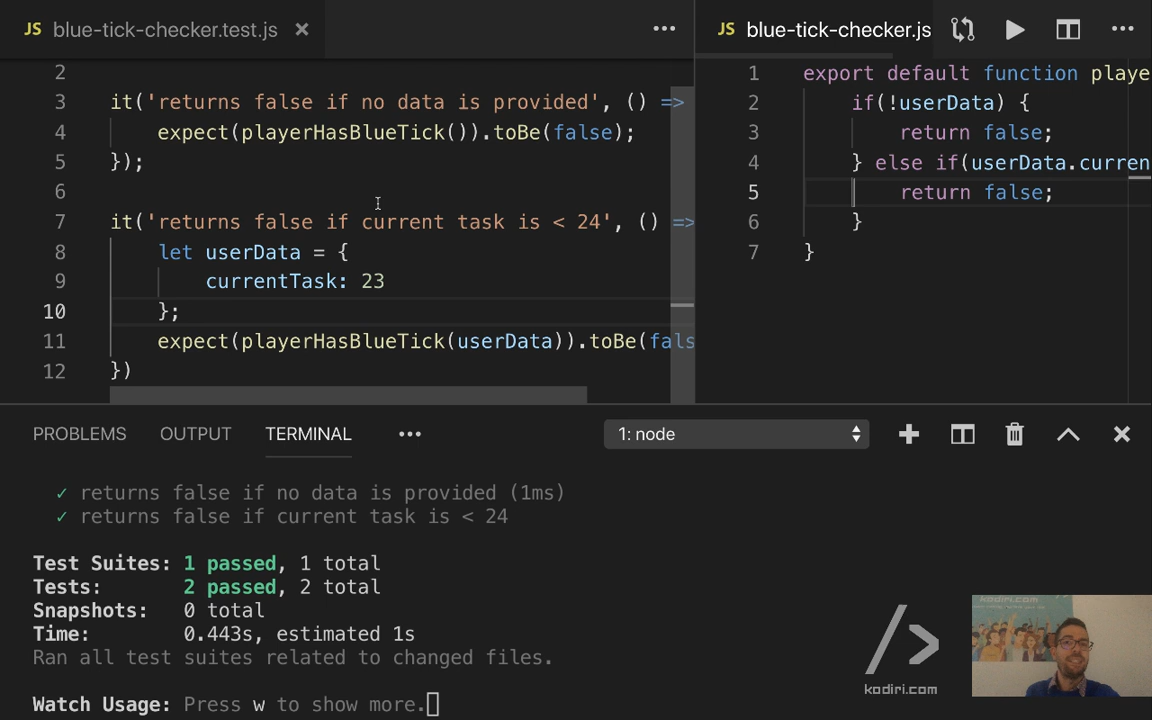 JS blue-tick-checker.test.js
2
3 it('returns false if no data is provided', () =>
4 expect(playerHasBlueTick()).toBe(false);
5 });
6
7 it('returns false if current task is < 24', () =>
8 let userData = {
9 currentTask: 23
10 };
11 expect(playerHasBlueTick(userData)).toBe(fals
12 })
JS blue-tick-checker.js
1 export default function playe
2 if(!userData) {
3 return false;
4 } else if(userData.curren
5 return false;
6 }
7 }
PROBLEMS OUTPUT TERMINAL
1: node
✓ returns false if no data is provided (1ms)
✓ returns false if current task is < 24
Test Suites: 1 passed, 1 total
Tests: 2 passed, 2 total
Snapshots: 0 total
Time: 0.443s, estimated 1s
Ran all test suites related to changed files.
Watch Usage: Press w to show more.
/>
kodiri.com
kodiri.com